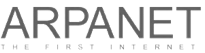 ARPANET
THE FIRST INTERNET